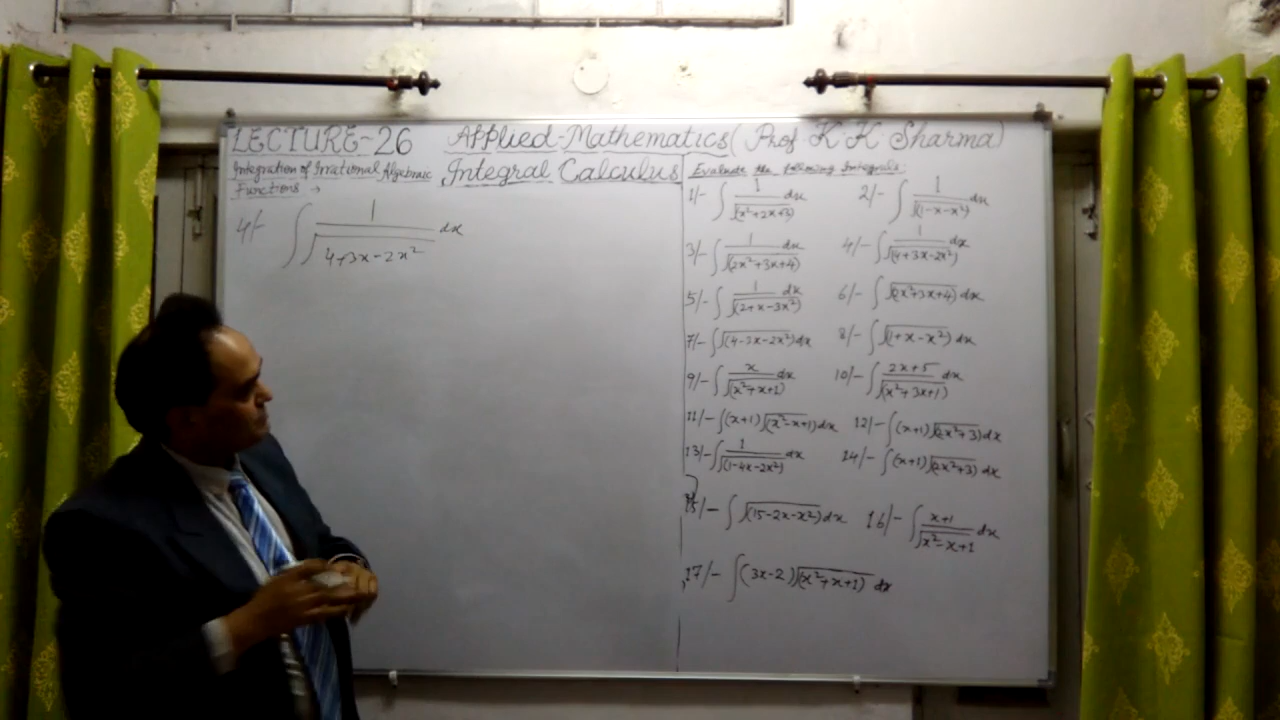 LECTURE-26 Applied-Mathematics ( Prof. K.K. Sharma)
Integration of Irrational Algebraic Integral Calculus
Functions →
4/- ∫ 1/√(4+3x-2x²) dx
Evaluate the following Integrals:
1/- ∫ 1/√(x²+2x+3) dx 2/- ∫ 1/√(1-x-x²) dx
3/- ∫ 1/√(2x²+3x+4) dx 4/- ∫ 1/√(4+3x-2x²) dx
5/- ∫ 1/√(2+x-3x²) dx 6/- ∫ √(2x²+3x+4) dx
7/- ∫ √(4-3x-2x²) dx 8/- ∫ √(1+x-x²) dx
9/- ∫ x/√(x²+x+1) dx 10/- ∫ 2x+5/√(x²+3x+1) dx
11/- ∫ (x+1)√(x²-x+1) dx 12/- ∫ (x+1)√(2x²+3) dx
13/- ∫ 1/√(1-4x-2x²) dx 14/- ∫ (x+1)√(2x²+3) dx
15/- ∫ √(15-2x-x²) dx 16/- ∫ x+1/√x²-x+1 dx
17/- ∫ (3x-2)√(x²+x+1) dx